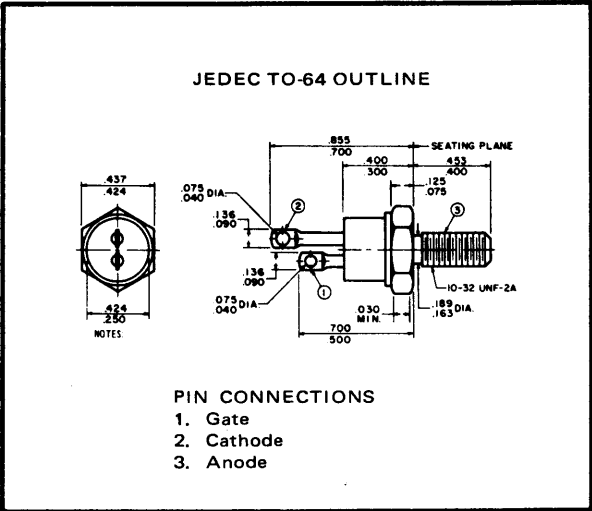 JEDEC TO-64 OUTLINE
.855
.700
SEATING PLANE
.400
.300
.453
.400
.125
.075
.437
.424
.075
.040 DIA.
2
3
.136
.090
.136
.090
.075
.040 DIA.
1
10-32 UNF-2A
.030
MIN.
.189
.163 DIA.
.424
.250
NOTES:
.700
.500
PIN CONNECTIONS
1. Gate
2. Cathode
3. Anode